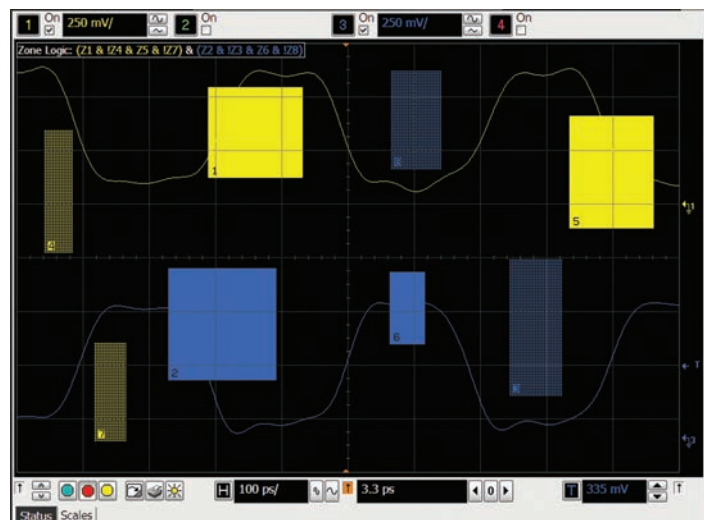 1 On 250 mV/ 2 On 3 On 250 mV/ 4 On
Zone Logic: (Z1 & !Z4 & Z5 & !Z7) & (Z2 & !Z3 & Z6 & !Z8)
1
4
5
1
2
6
7
T
3
H 100 ps/ 3.3 ps 0 T 335 mV
Status Scales